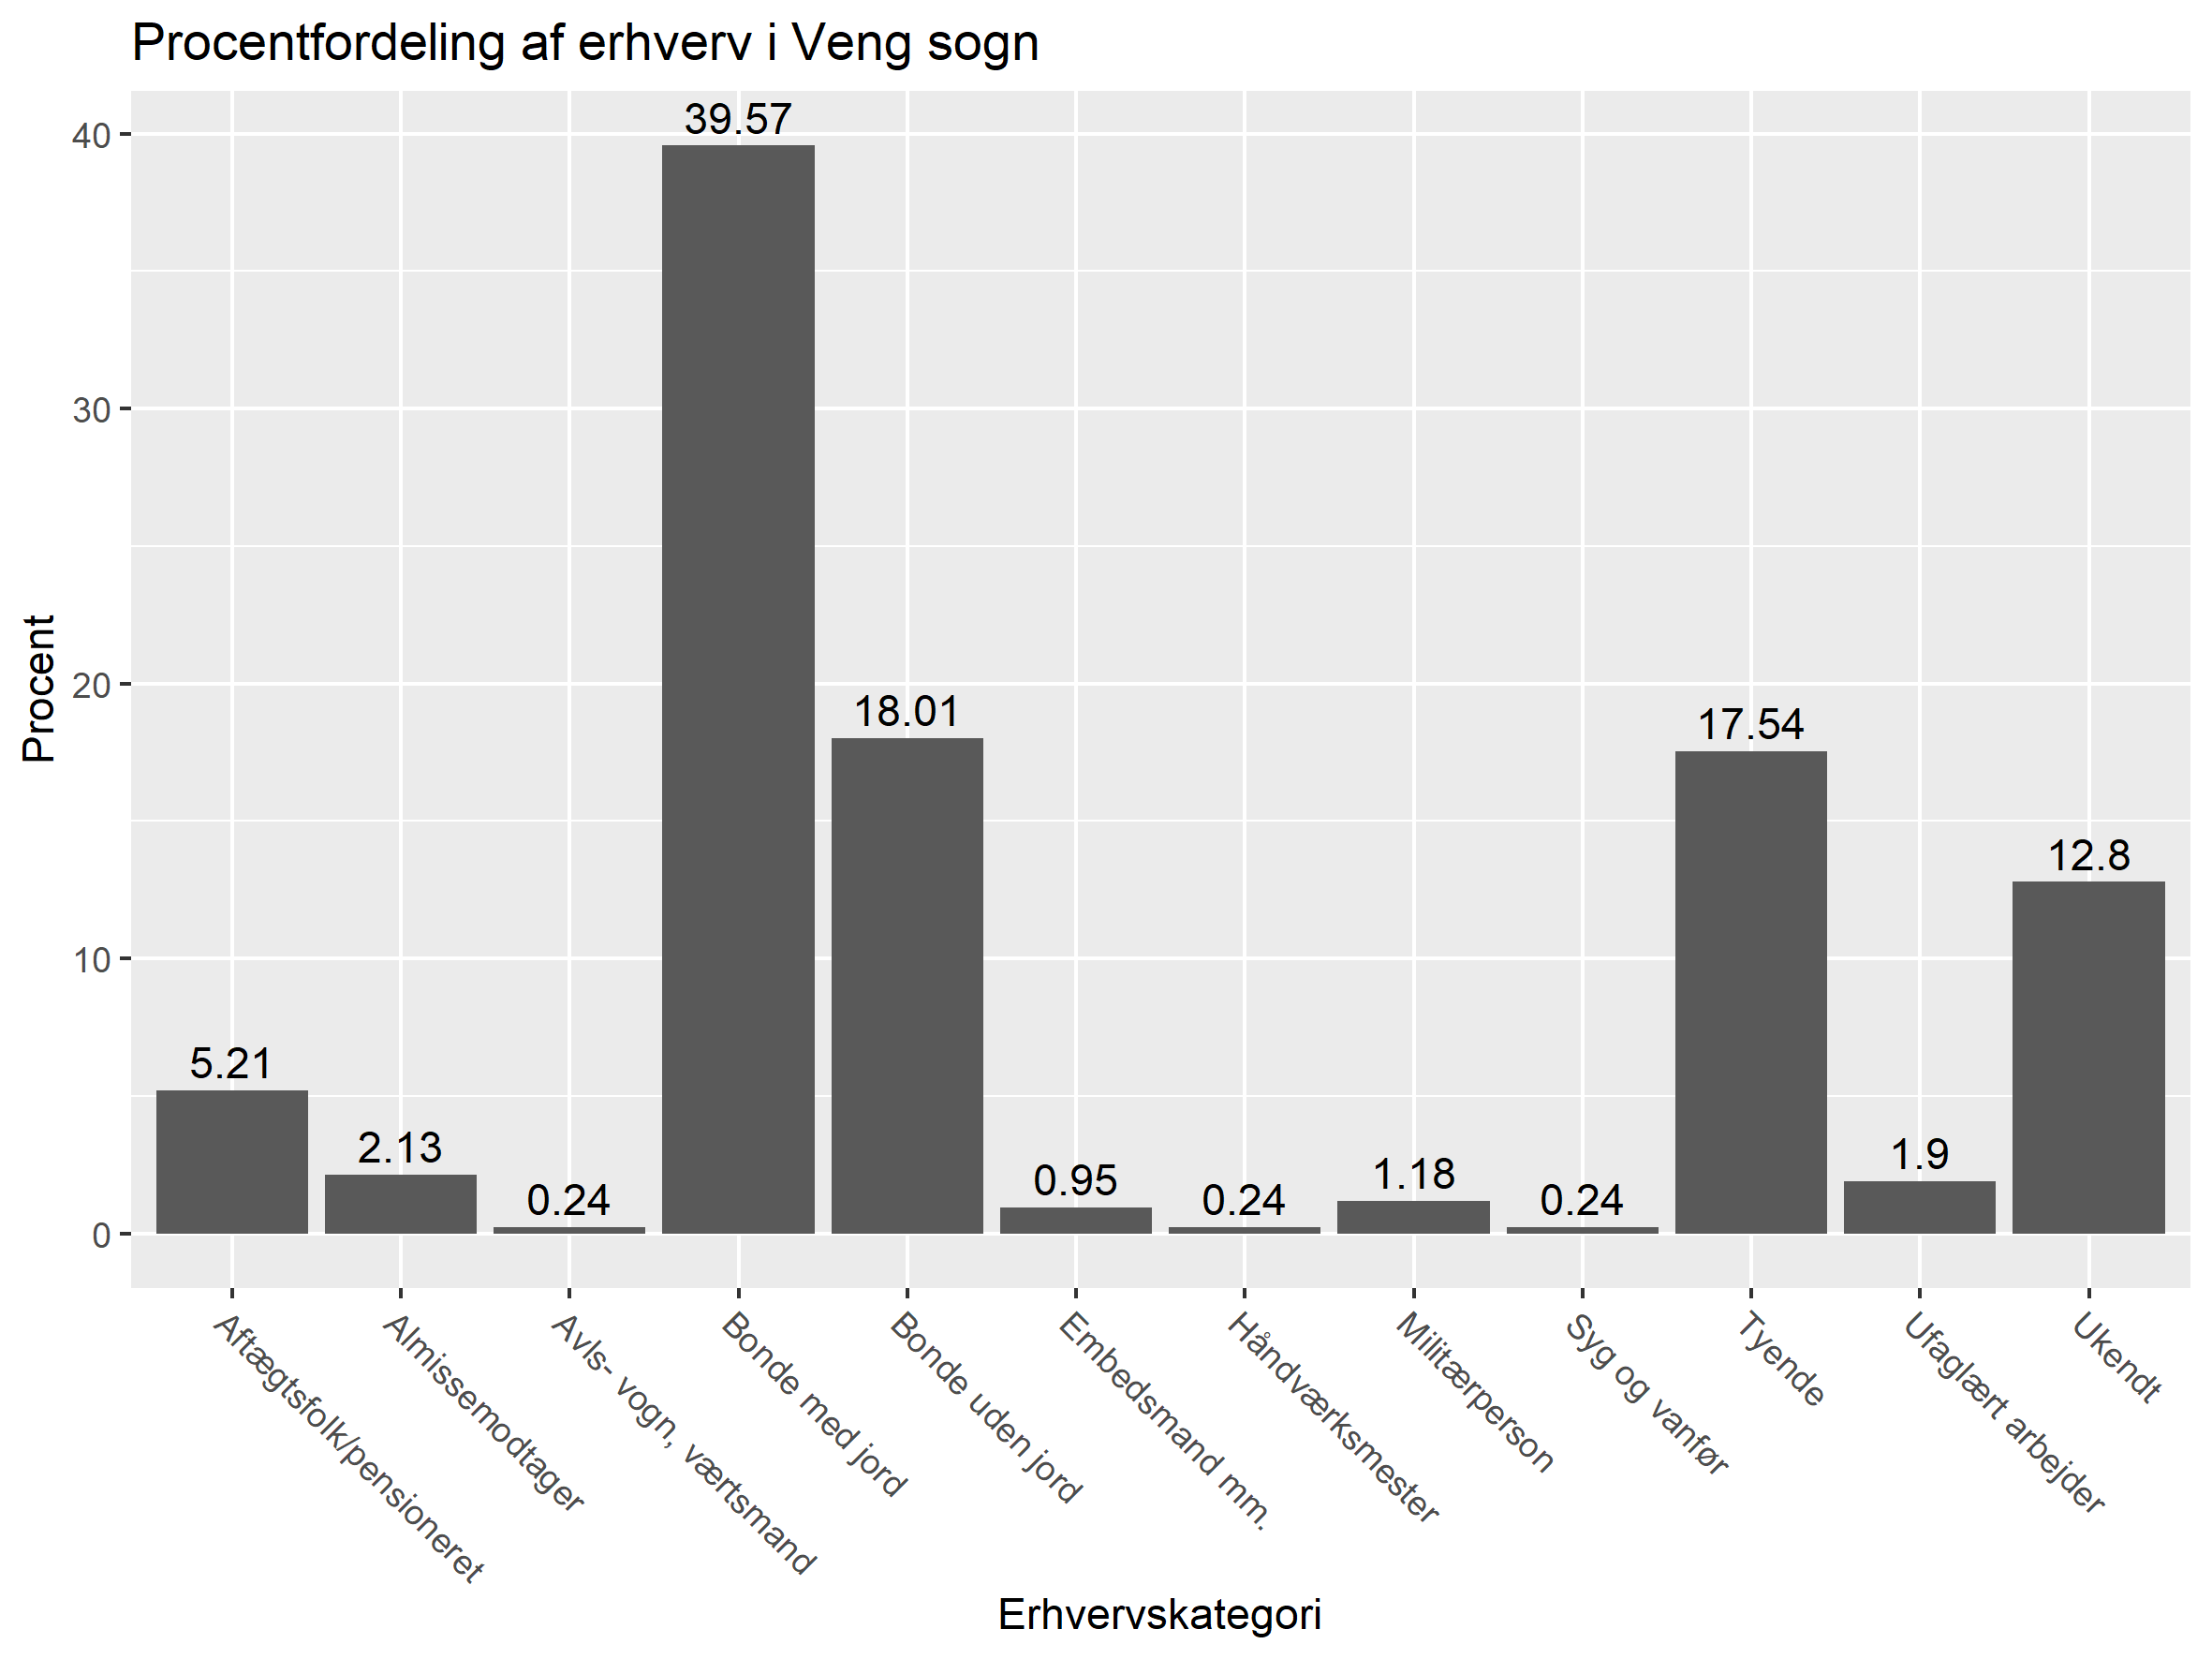 Procentfordeling af erhverv i Veng sogn
Procent
40
30
20
10
0
5.21
2.13
0.24
39.57
18.01
0.95
0.24
1.18
0.24
17.54
1.9
12.8
Aftægtsfolk/pensioneret
Almissemodtager
Avls- vogn, værtsmand
Bonde med jord
Bonde uden jord
Embedsmand mm.
Håndværksmester
Militærperson
Syg og vanfør
Tyende
Ufaglært arbejder
Ukendt
Erhvervskategori